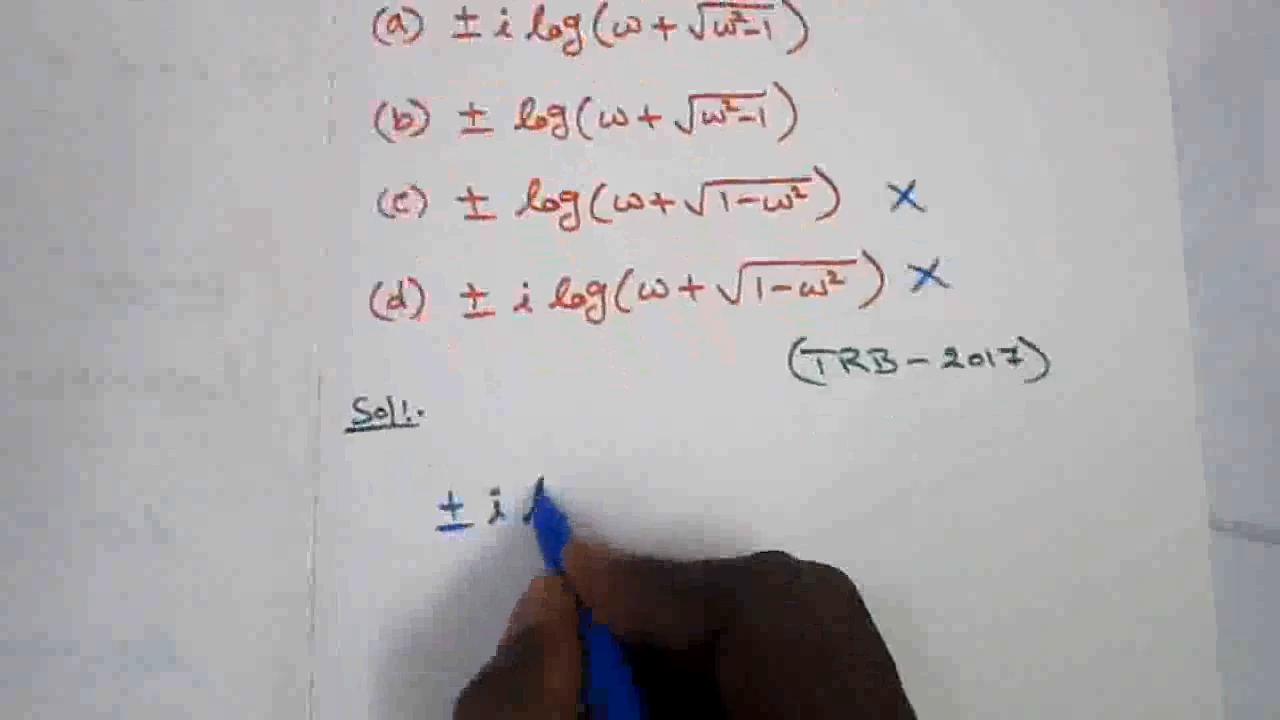 (a) ± i log(ω + √ω²-1)
(b) ± log(ω + √ω²-1)
(c) ± log(ω + √1-ω²) ×
(d) ± i log(ω + √1-ω²) ×
(TRB - 2017)
Sol!.
± i l